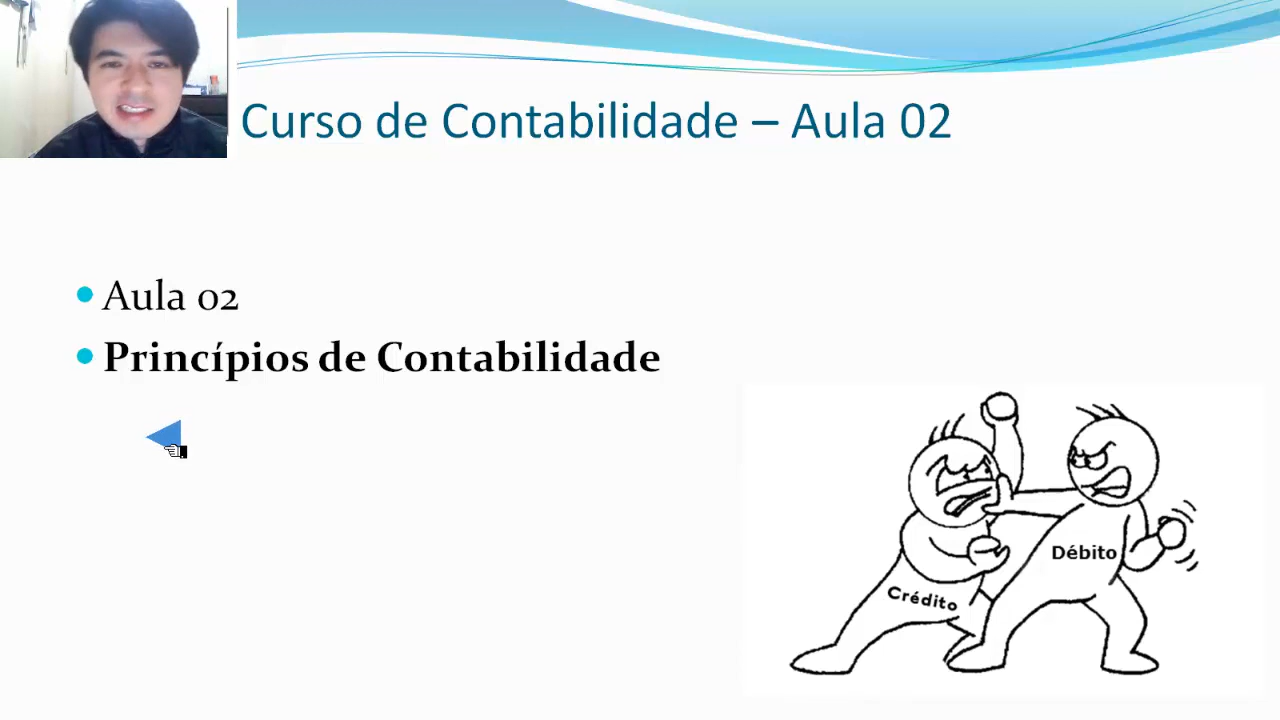 Curso de Contabilidade – Aula 02
Aula 02
Princípios de Contabilidade
Débito
Crédito